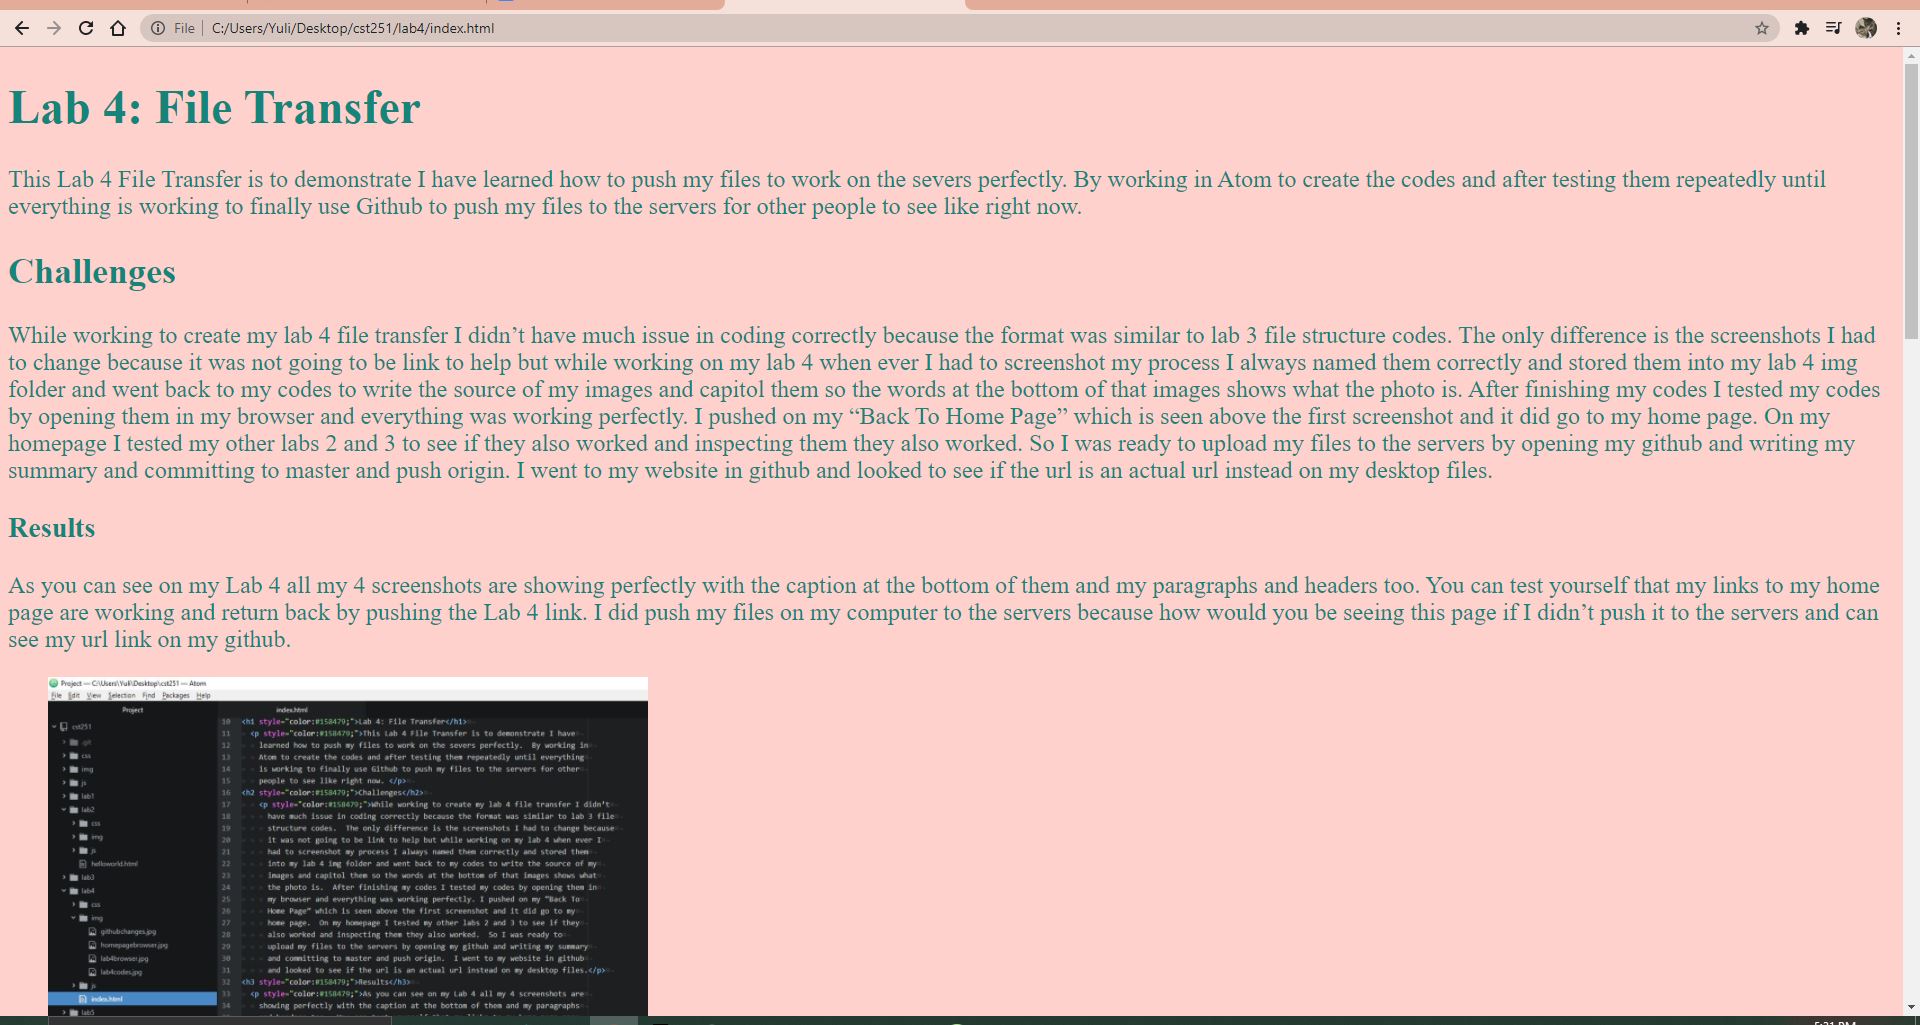 File
C:/Users/Yuli/Desktop/cst251/lab4/index.html
Lab 4: File Transfer
This Lab 4 File Transfer is to demonstrate I have learned how to push my files to work on the severs perfectly. By working in Atom to create the codes and after testing them repeatedly until
everything is working to finally use Github to push my files to the servers for other people to see like right now.
Challenges
While working to create my lab 4 file transfer I didn’t have much issue in coding correctly because the format was similar to lab 3 file structure codes. The only difference is the screenshots I had
to change because it was not going to be link to help but while working on my lab 4 when ever I had to screenshot my process I always named them correctly and stored them into my lab 4 img
folder and went back to my codes to write the source of my images and capitol them so the words at the bottom of that images shows what the photo is. After finishing my codes I tested my codes
by opening them in my browser and everything was working perfectly. I pushed on my “Back To Home Page” which is seen above the first screenshot and it did go to my home page. On my
homepage I tested my other labs 2 and 3 to see if they also worked and inspecting them they also worked. So I was ready to upload my files to the servers by opening my github and writing my
summary and committing to master and push origin. I went to my website in github and looked to see if the url is an actual url instead on my desktop files.
Results
As you can see on my Lab 4 all my 4 screenshots are showing perfectly with the caption at the bottom of them and my paragraphs and headers too. You can test yourself that my links to my home
page are working and return back by pushing the Lab 4 link. I did push my files on my computer to the servers because how would you be seeing this page if I didn’t push it to the servers and can
see my url link on my github.
Project — C:\Users\Yuli\Desktop\cst251 — Atom
File Edit View Selection Find Packages Help
Project
cst251
.git
css
img
js
lab1
lab2
css
img
js
helloworld.html
lab3
lab4
css
img
githubchanges.jpg
homepagebrowser.jpg
lab4browser.jpg
lab4codes.jpg
js
index.html
lab5
index.html
10 <h1 style="color:#158479;">Lab 4: File Transfer</h1>
11 <p style="color:#158479;">This Lab 4 File Transfer is to demonstrate I have
12 learned how to push my files to work on the severs perfectly.  By working in
13 Atom to create the codes and after testing them repeatedly until everything
14 is working to finally use Github to push my files to the servers for other
15 people to see like right now. </p>
16 <h2 style="color:#158479;">Challenges</h2>
17 <p style="color:#158479;">While working to create my lab 4 file transfer I didn't
18 have much issue in coding correctly because the format was similar to lab 3 file
19 structure codes.  The only difference is the screenshots I had to change because
20 it was not going to be link to help but while working on my lab 4 when ever I
21 had to screenshot my process I always named them correctly and stored them
22 into my lab 4 img folder and went back to my codes to write the source of my
23 images and capitol them so the words at the bottom of that images shows what
24 the photo is.  After finishing my codes I tested my codes by opening them in
25 my browser and everything was working perfectly. I pushed on my "Back To
26 Home Page" which is seen above the first screenshot and it did go to my
27 home page.  On my homepage I tested my other labs 2 and 3 to see if they
28 also worked and inspecting them they also worked.  So I was ready to
29 upload my files to the servers by opening my github and writing my summary
30 and committing to master and push origin.  I went to my website in github
31 and looked to see if the url is an actual url instead on my desktop files.</p>
32 <h3 style="color:#158479;">Results</h3>
33 <p style="color:#158479;">As you can see on my Lab 4 all my 4 screenshots are
34 showing perfectly with the caption at the bottom of them and my paragraphs